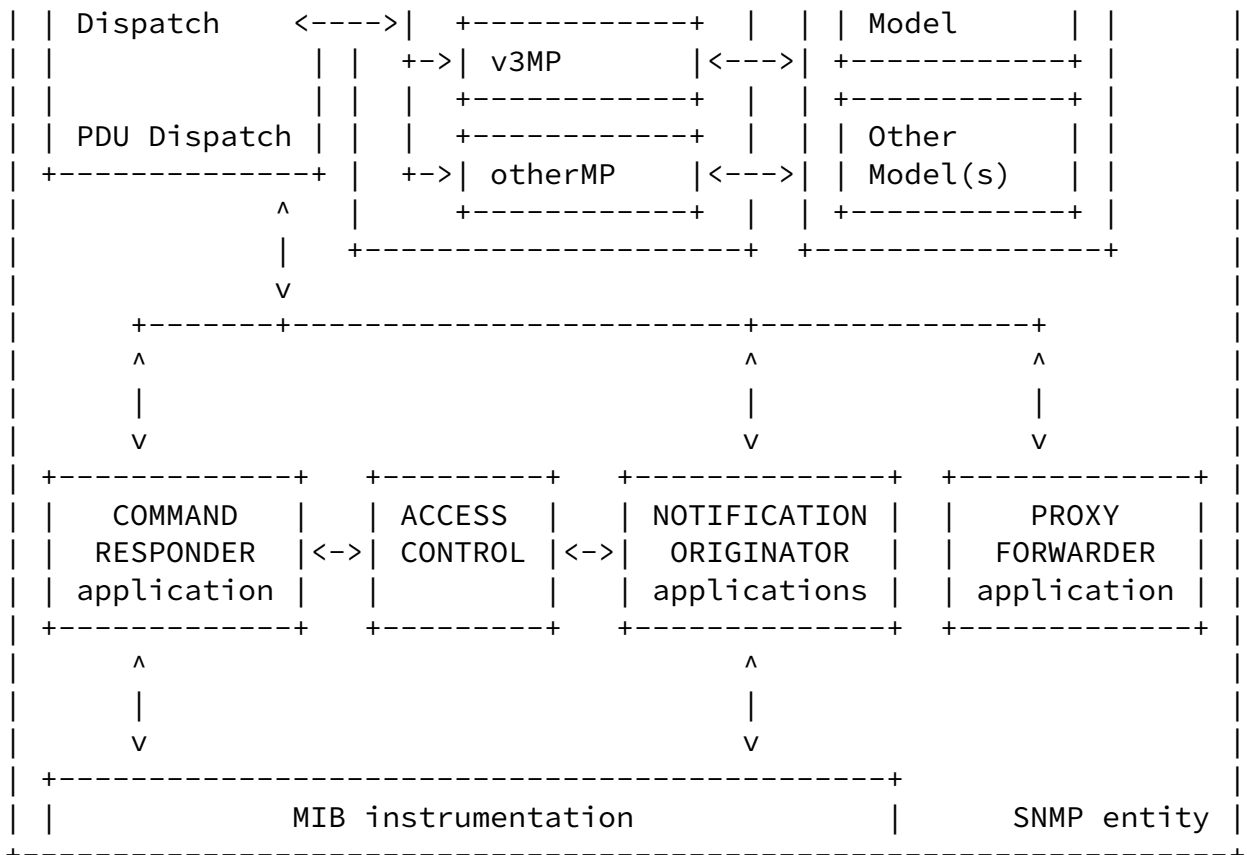 | | Dispatch    <---->|  +------------+  |  | | Model      | |      |
| |              | |  +->| v3MP       |<--->| +------------+ |      |
| |              | |  |  +------------+  |  | +------------+ |      |
| | PDU Dispatch | |  |  +------------+  |  | | Other      | |      |
| +--------------+ |  +->| otherMP    |<--->| | Model(s)   | |      |
|              ^   |     +------------+  |  | +------------+ |      |
|              |   +---------------------+  +----------------+      |
|              v                                                    |
|      +-------+-------------------------+---------------+          |
|      ^                                 ^               ^          |
|      |                                 |               |          |
|      v                                 v               v          |
| +-------------+   +---------+   +--------------+  +-------------+ |
| |   COMMAND   |   | ACCESS  |   | NOTIFICATION |  |    PROXY    | |
| |  RESPONDER  |<->| CONTROL |<->|  ORIGINATOR  |  |  FORWARDER  | |
| | application |   |         |   | applications |  | application | |
| +-------------+   +---------+   +--------------+  +-------------+ |
|      ^                                 ^                          |
|      |                                 |                          |
|      v                                 v                          |
| +----------------------------------------------+                  |
| |             MIB instrumentation              |      SNMP entity |
+-------------------------------------------------------------------+